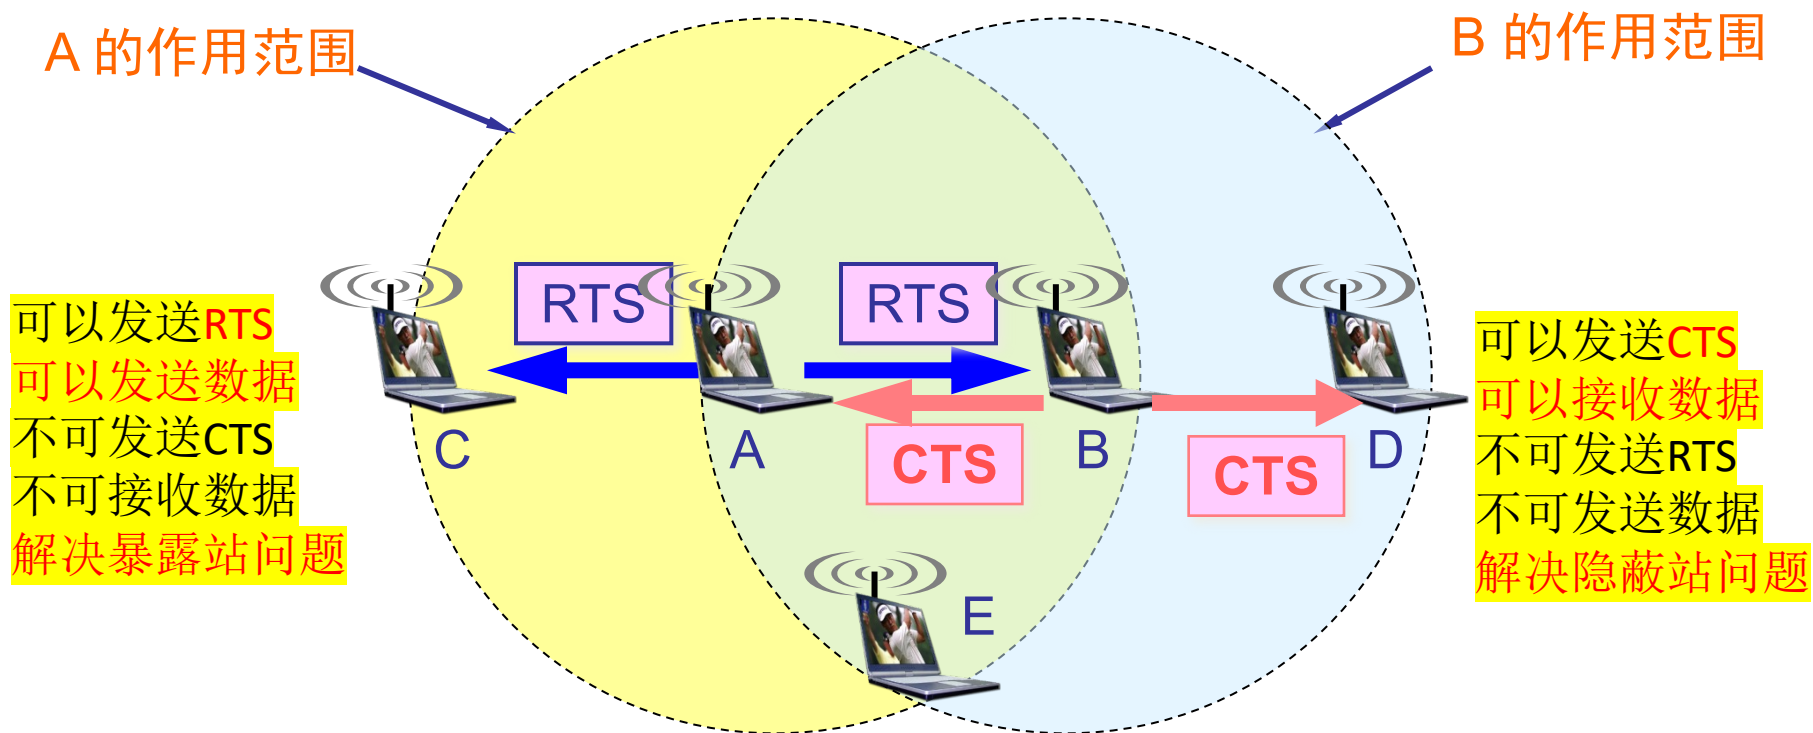 A 的作用范围
B 的作用范围
RTS
RTS
可以发送RTS
可以发送数据
不可发送CTS
不可接收数据
解决暴露站问题
C
A
B
D
CTS
CTS
可以发送CTS
可以接收数据
不可发送RTS
不可发送数据
解决隐蔽站问题
E